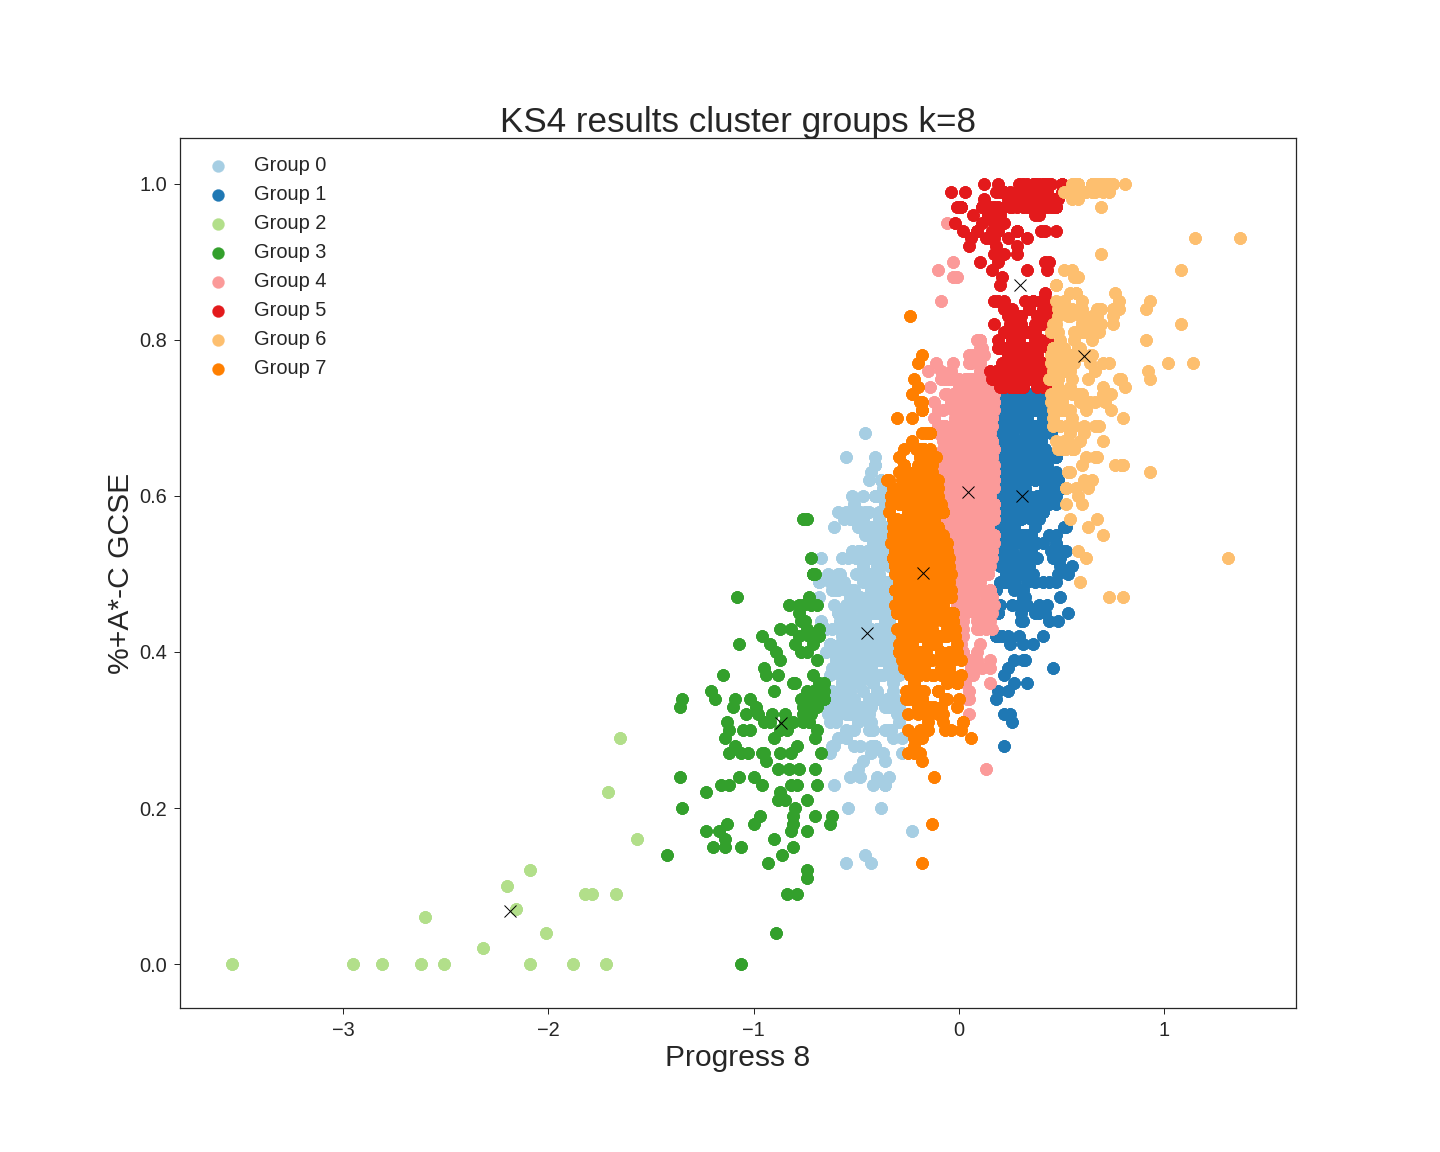 KS4 results cluster groups k=8
Group 0
Group 1
Group 2
Group 3
Group 4
Group 5
Group 6
Group 7
1.0
0.8
0.6
0.4
0.2
0.0
%+A*-C GCSE
−3 −2 −1 0 1
Progress 8